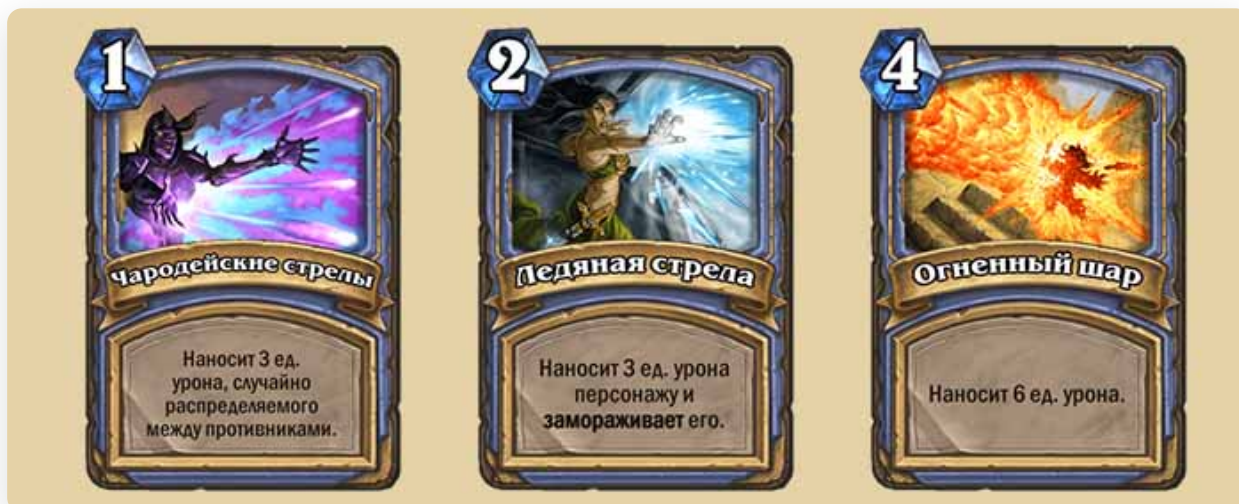 1
Чародейские стрелы
Наносит 3 ед.
урона, случайно
распределяемого
между противниками.
2
Ледяная стрела
Наносит 3 ед. урона
персонажу и
замораживает его.
4
Огненный шар
Наносит 6 ед. урона.